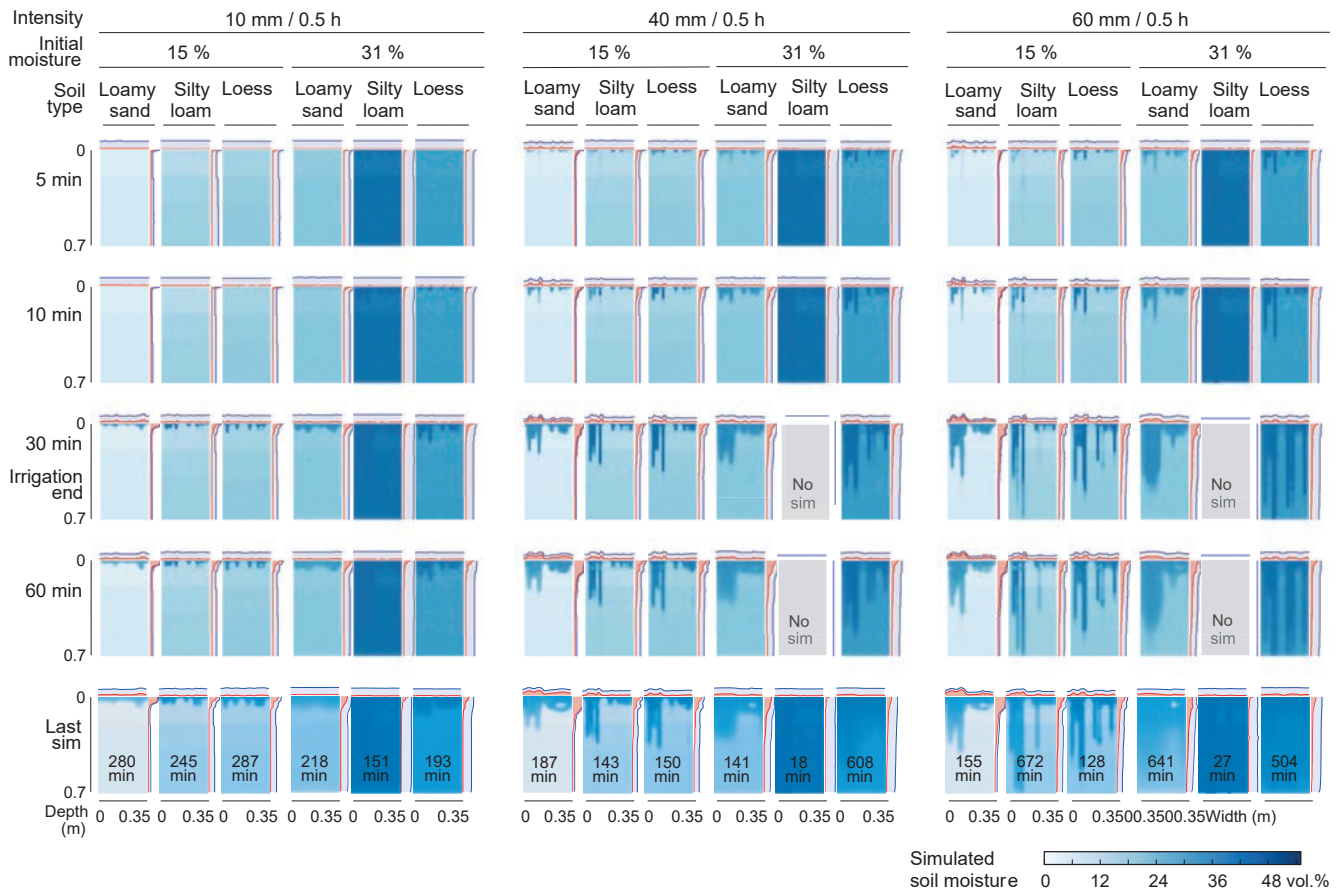 Intensity 10 mm / 0.5 h 40 mm / 0.5 h 60 mm / 0.5 h
Initial moisture 15 % 31 % 15 % 31 % 15 % 31 %
Soil type Loamy sand Silty loam Loess Loamy sand Silty loam Loess Loamy sand Silty loam Loess Loamy sand Silty loam Loess Loamy sand Silty loam Loess Loamy sand Silty loam Loess
0
5 min
0.7
0
10 min
0.7
0
30 min
Irrigation end
No sim No sim
0.7
0
60 min
No sim No sim
0.7
0
Last sim
280 min 245 min 287 min 218 min 151 min 193 min 187 min 143 min 150 min 141 min 18 min 608 min 155 min 672 min 128 min 641 min 27 min 504 min
0.7
Depth (m) 0 0.35 0 0.35 0 0.35 0 0.35 0 0.35 0 0.35 0 0.35 0 0.35 0 0.35 0 0.35 0 0.35 0 0.35 0 0.35 0 0.35 0 0.3500.3500.35Width (m)
Simulated soil moisture 0 12 24 36 48 vol.%